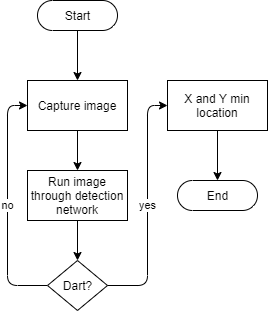 Start
Capture image
Run image
through detection
network
Dart?
no
yes
X and Y min
location
End